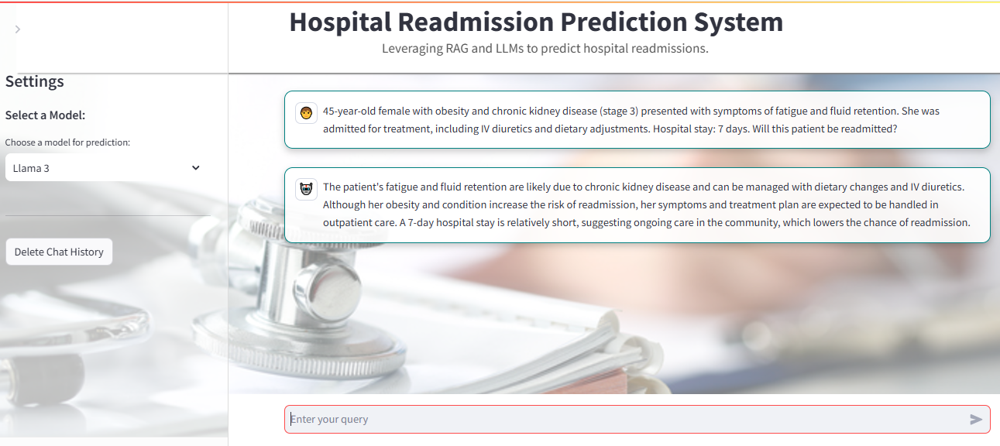 Hospital Readmission Prediction System
Leveraging RAG and LLMs to predict hospital readmissions.
Settings
Select a Model:
Choose a model for prediction:
Llama 3
Delete Chat History
45-year-old female with obesity and chronic kidney disease (stage 3) presented with symptoms of fatigue and fluid retention. She was
admitted for treatment, including IV diuretics and dietary adjustments. Hospital stay: 7 days. Will this patient be readmitted?
The patient's fatigue and fluid retention are likely due to chronic kidney disease and can be managed with dietary changes and IV diuretics.
Although her obesity and condition increase the risk of readmission, her symptoms and treatment plan are expected to be handled in
outpatient care. A 7-day hospital stay is relatively short, suggesting ongoing care in the community, which lowers the chance of readmission.
Enter your query